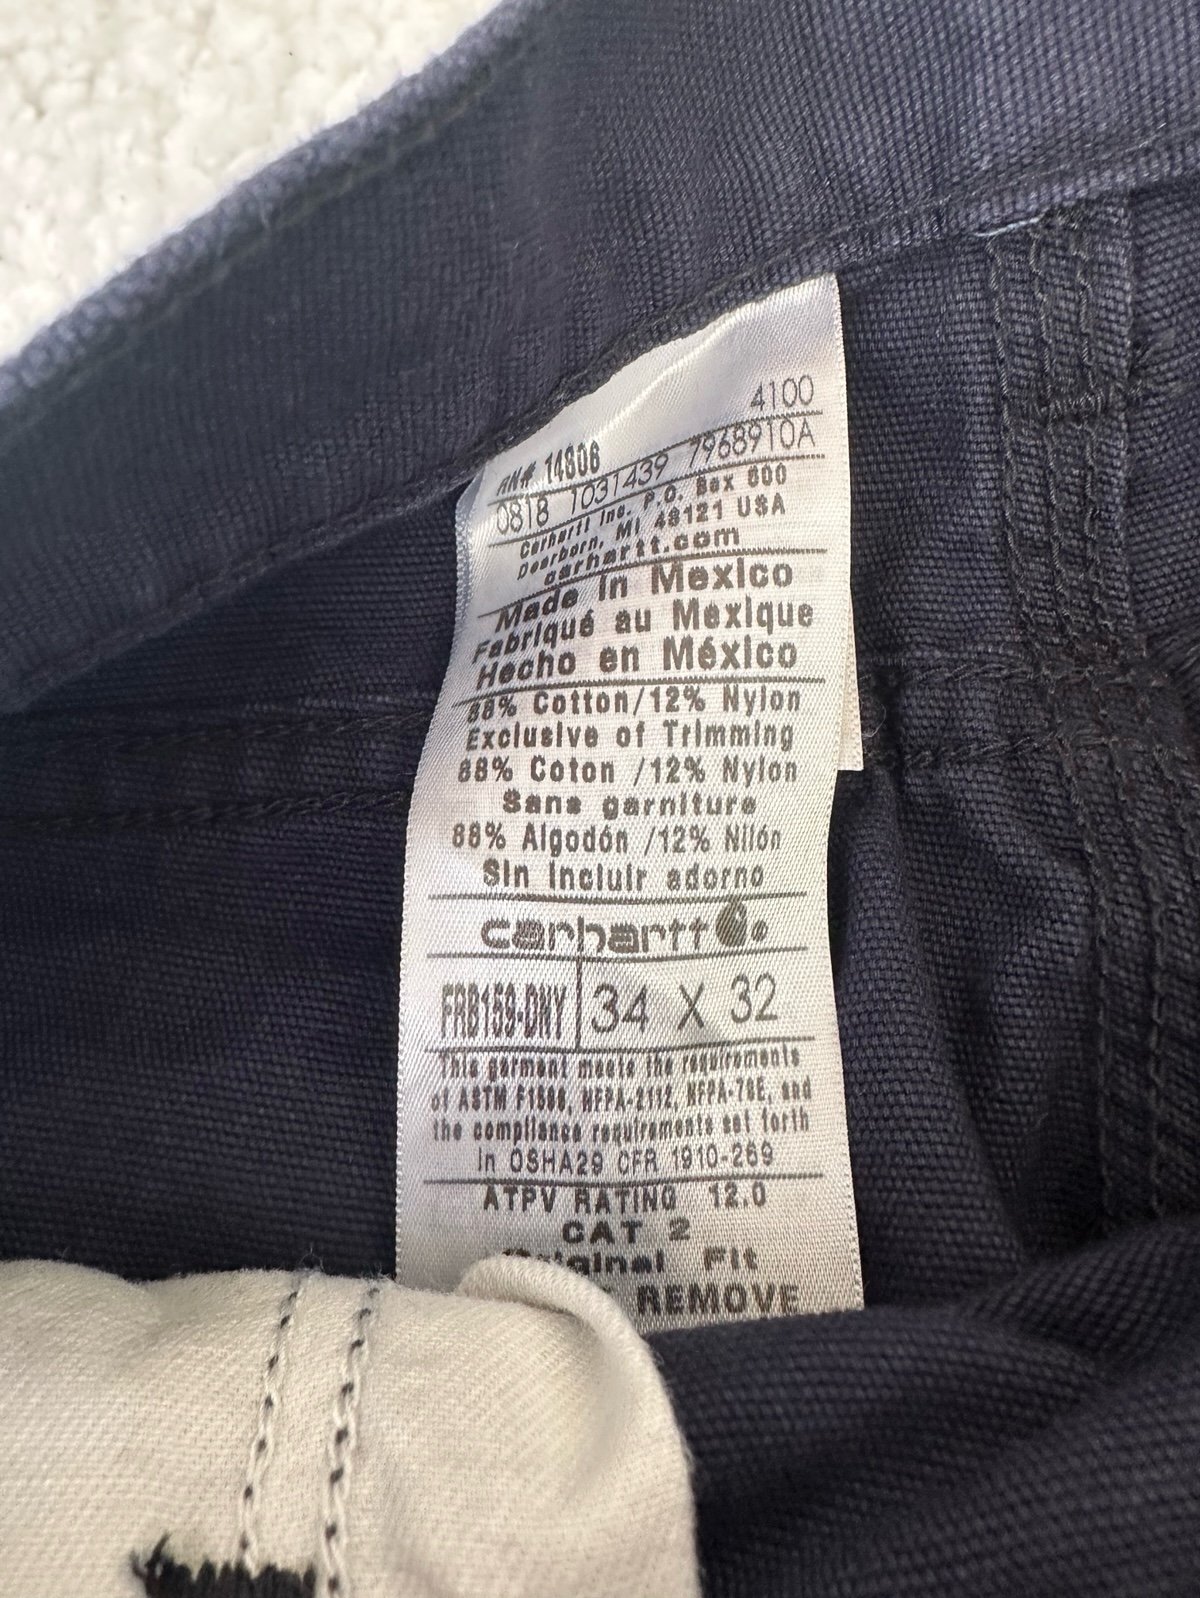 4100
RN# 14806
0818 1031439 7968910A
Carhartt Inc. P.O. Box 600
Dearborn, MI 48121 USA
carhartt.com
Made in Mexico
Fabriqué au Mexique
Hecho en México
88% Cotton/12% Nylon
Exclusive of Trimming
88% Coton /12% Nylon
Sans garniture
88% Algodón /12% Nilón
Sin incluir adorno
carhartt
FRB159-DNY 34 X 32
This garment meets the requirements
of ASTM F1506, NFPA-2112, NFPA-70E, and
the compliance requirements set forth
in OSHA29 CFR 1910-269
ATPV RATING 12.0
CAT 2
Original Fit
REMOVE